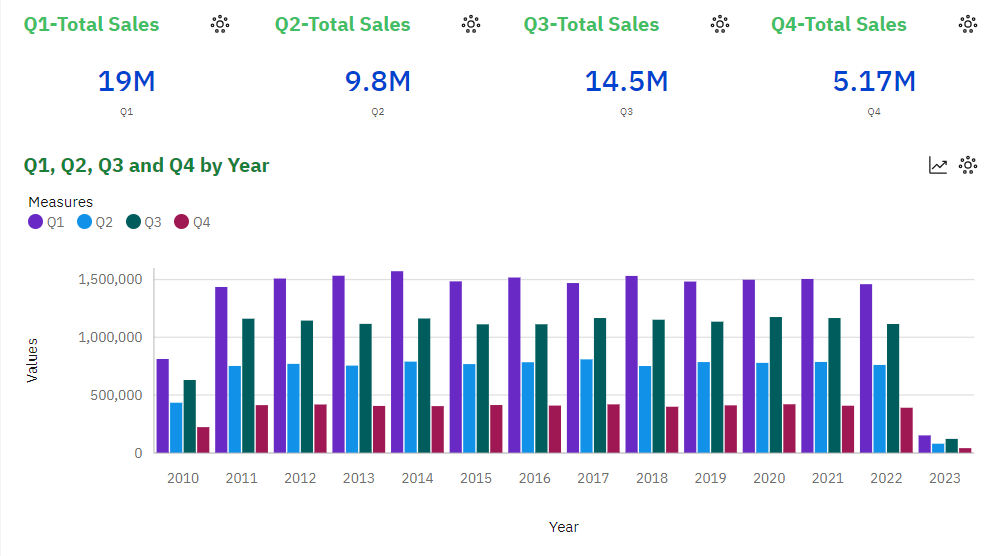 Q1-Total Sales Q2-Total Sales Q3-Total Sales Q4-Total Sales
19M 9.8M 14.5M 5.17M
Q1 Q2 Q3 Q4
Q1, Q2, Q3 and Q4 by Year
Measures
Q1 Q2 Q3 Q4
1,500,000
1,000,000
500,000
0
Values
2010 2011 2012 2013 2014 2015 2016 2017 2018 2019 2020 2021 2022 2023
Year